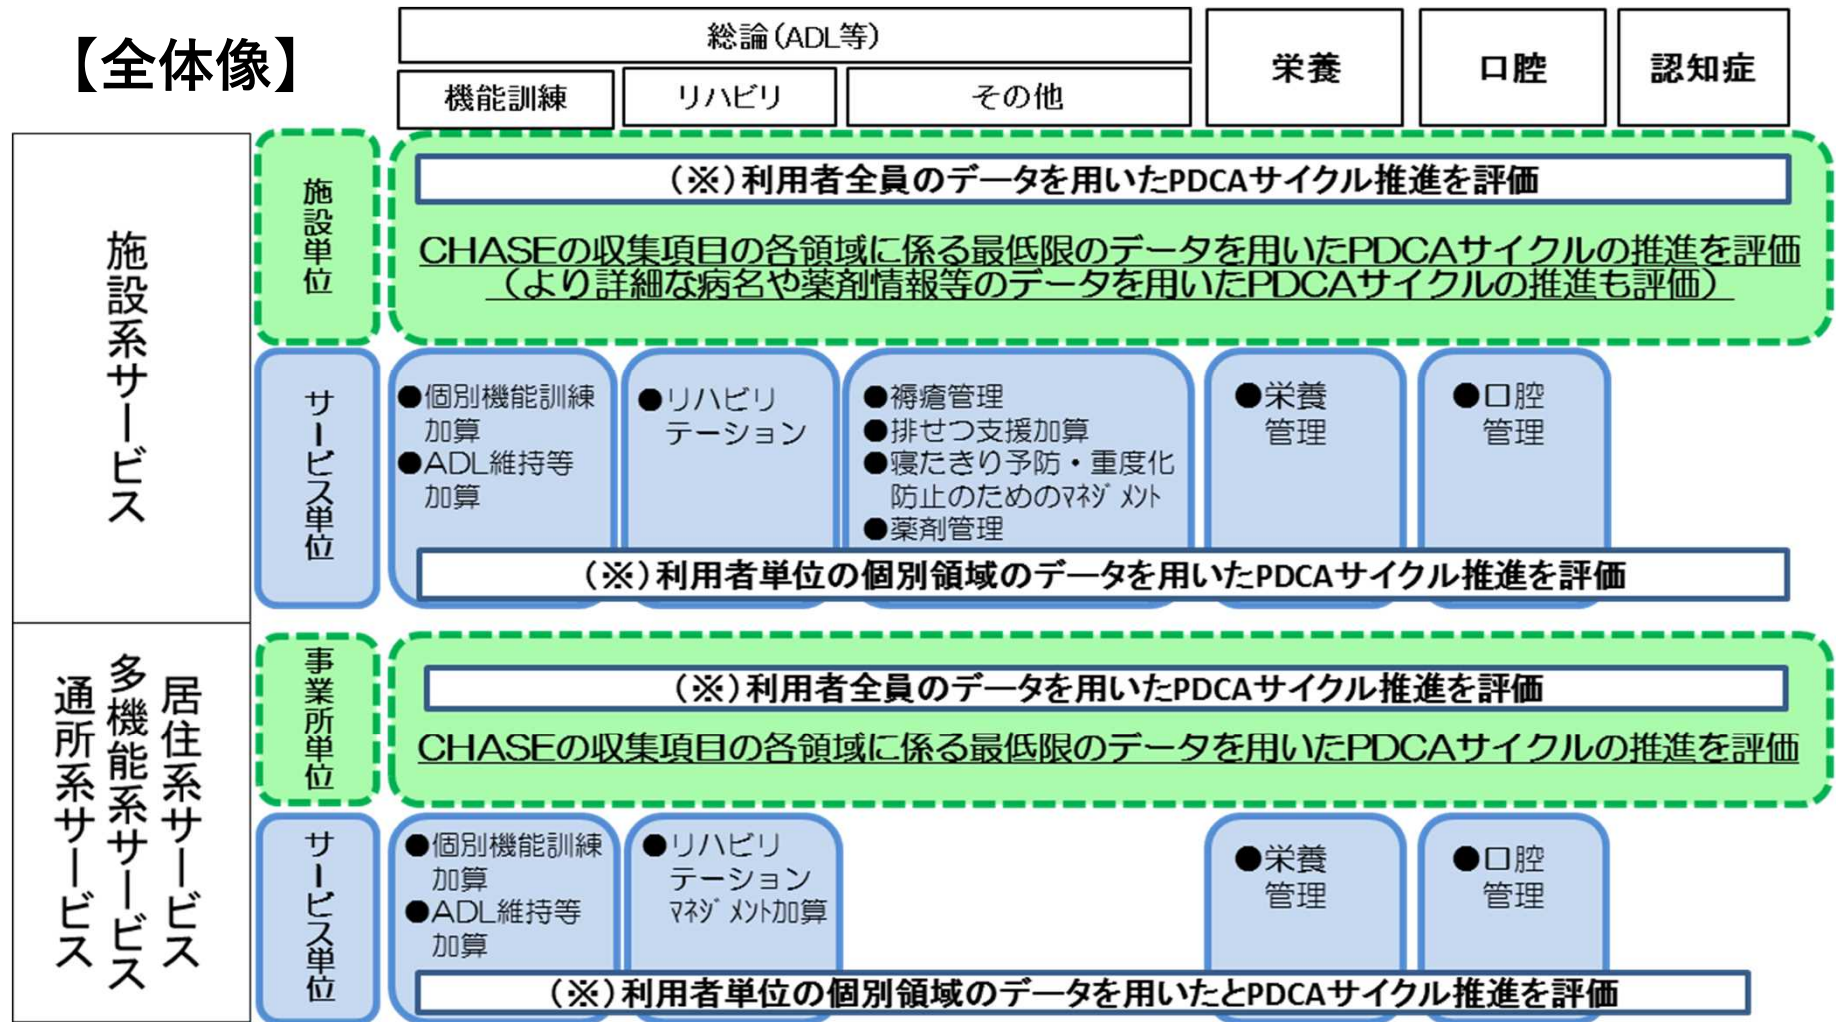 【全体像】
総論（ADL等）
機能訓練
リハビリ
その他
栄養
口腔
認知症
施設系サービス
施設単位
（※）利用者全員のデータを用いたPDCAサイクル推進を評価
CHASEの収集項目の各領域に係る最低限のデータを用いたPDCAサイクルの推進を評価
（より詳細な病名や薬剤情報等のデータを用いたPDCAサイクルの推進も評価）
サービス単位
●個別機能訓練
加算
●ADL維持等
加算
●リハビリ
テーション
●褥瘡管理
●排せつ支援加算
●寝たきり予防・重度化
防止のためのﾏﾈｼﾞﾒﾝﾄ
●薬剤管理
●栄養
管理
●口腔
管理
（※）利用者単位の個別領域のデータを用いたPDCAサイクル推進を評価
居住系サービス
多機能系サービス
通所系サービス
事業所単位
（※）利用者全員のデータを用いたPDCAサイクル推進を評価
CHASEの収集項目の各領域に係る最低限のデータを用いたPDCAサイクルの推進を評価
サービス単位
●個別機能訓練
加算
●ADL維持等
加算
●リハビリ
テーション
ﾏﾈｼﾞﾒﾝﾄ加算
●栄養
管理
●口腔
管理
（※）利用者単位の個別領域のデータを用いたとPDCAサイクル推進を評価